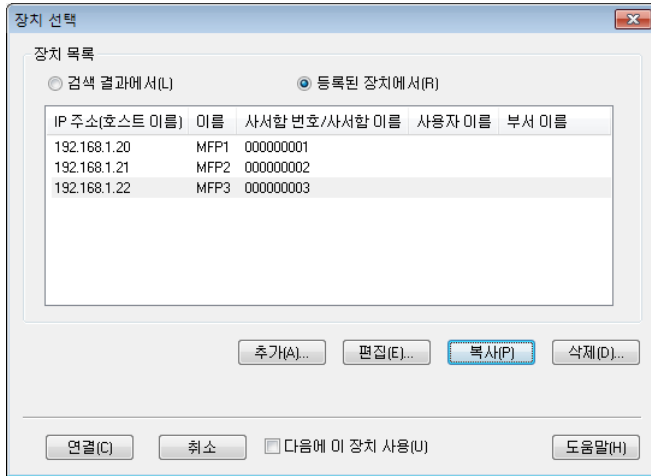 장치 선택
장치 목록
검색 결과에서(L) 등록된 장치에서(R)
IP 주소(호스트 이름) 이름 사서함 번호/사서함 이름 사용자 이름 부서 이름
192.168.1.20 MFP1 000000001
192.168.1.21 MFP2 000000002
192.168.1.22 MFP3 000000003
추가(A)... 편집(E)... 복사(P) 삭제(D)...
연결(C) 취소 다음에 이 장치 사용(U) 도움말(H)